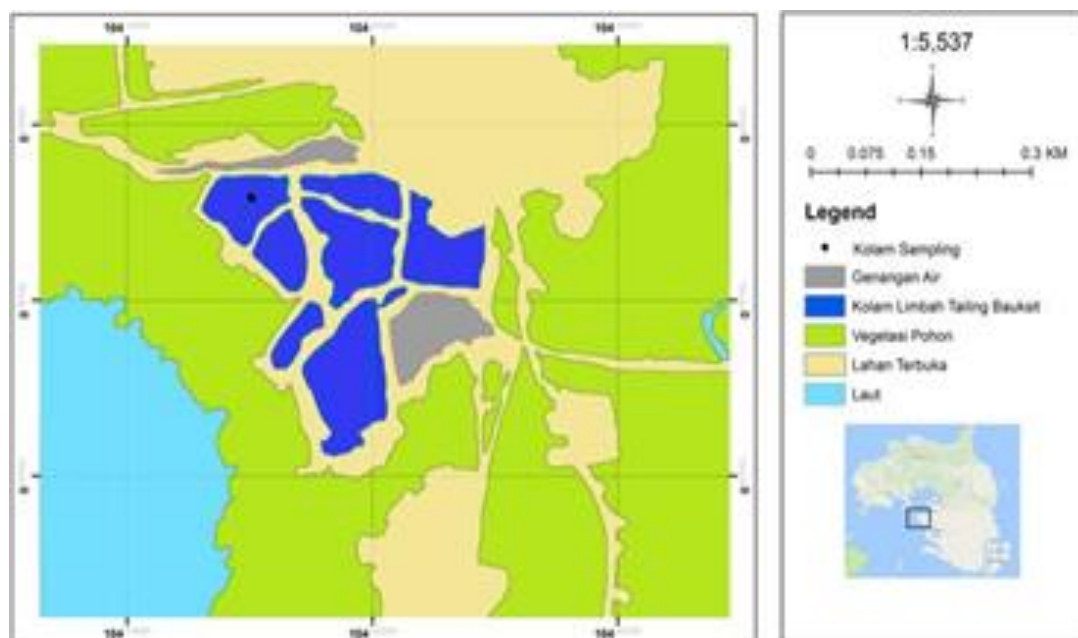 104
104
104
1:5,537
0 0.075 0.15 0.3 KM
Legend
Kolam Sampling
Genangan Air
Kolam Limbah Tailing Bauksit
Vegetasi Pohon
Lahan Terbuka
Laut
104
104
104